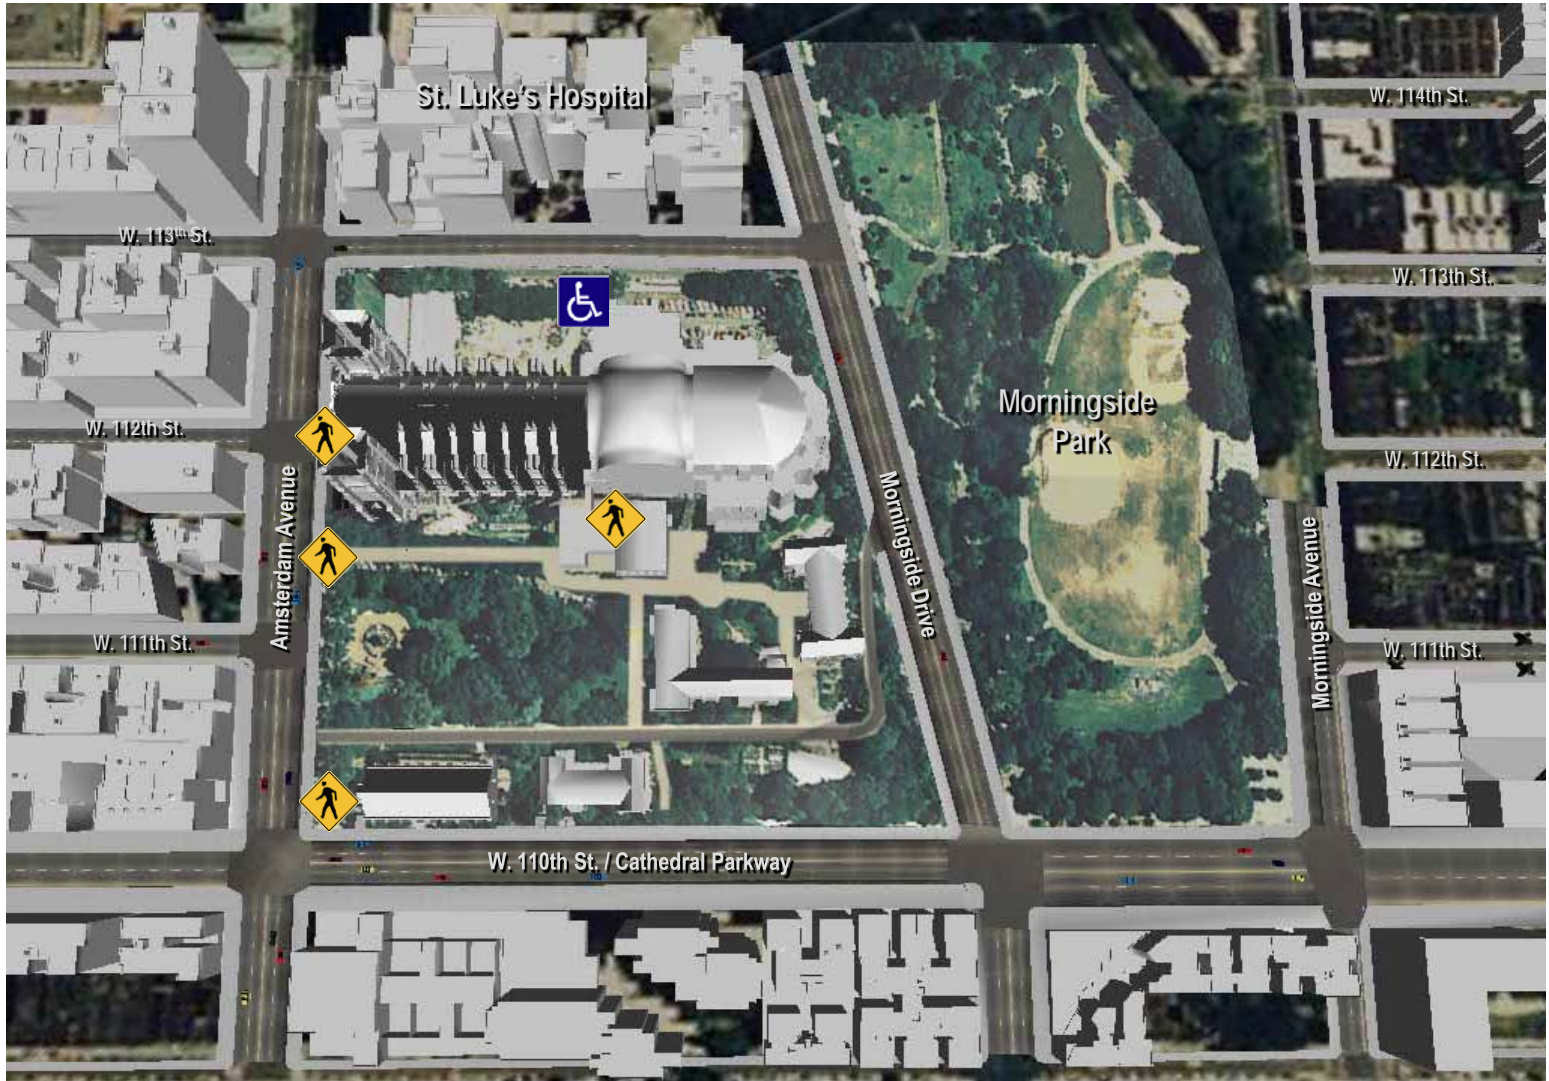 St. Luke's Hospital
W. 114th St.
W. 113th St.
W. 113th St.
Morningside
Park
W. 112th St.
W. 112th St.
Amsterdam Avenue
Morningside Drive
Morningside Avenue
W. 111th St.
W. 111th St.
W. 110th St. / Cathedral Parkway